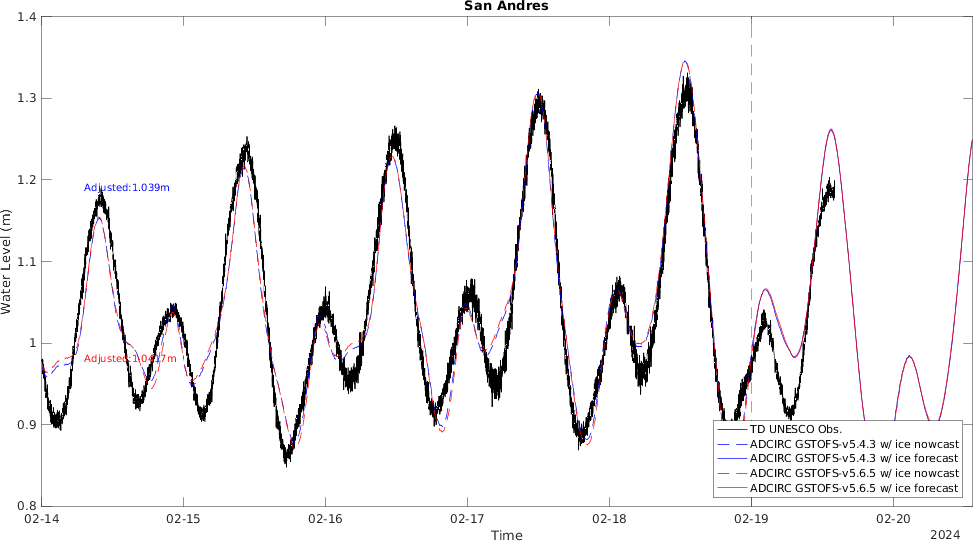 San Andres
1.4
1.3
1.2
1.1
1
0.9
0.8
Water Level (m)
Adjusted:1.039m
TD UNESCO Obs.
ADCIRC GSTOFS-v5.4.3 w/ ice nowcast
ADCIRC GSTOFS-v5.4.3 w/ ice forecast
ADCIRC GSTOFS-v5.6.5 w/ ice nowcast
ADCIRC GSTOFS-v5.6.5 w/ ice forecast
02-14 02-15 02-16 02-17 02-18 02-19 02-20
Time
2024